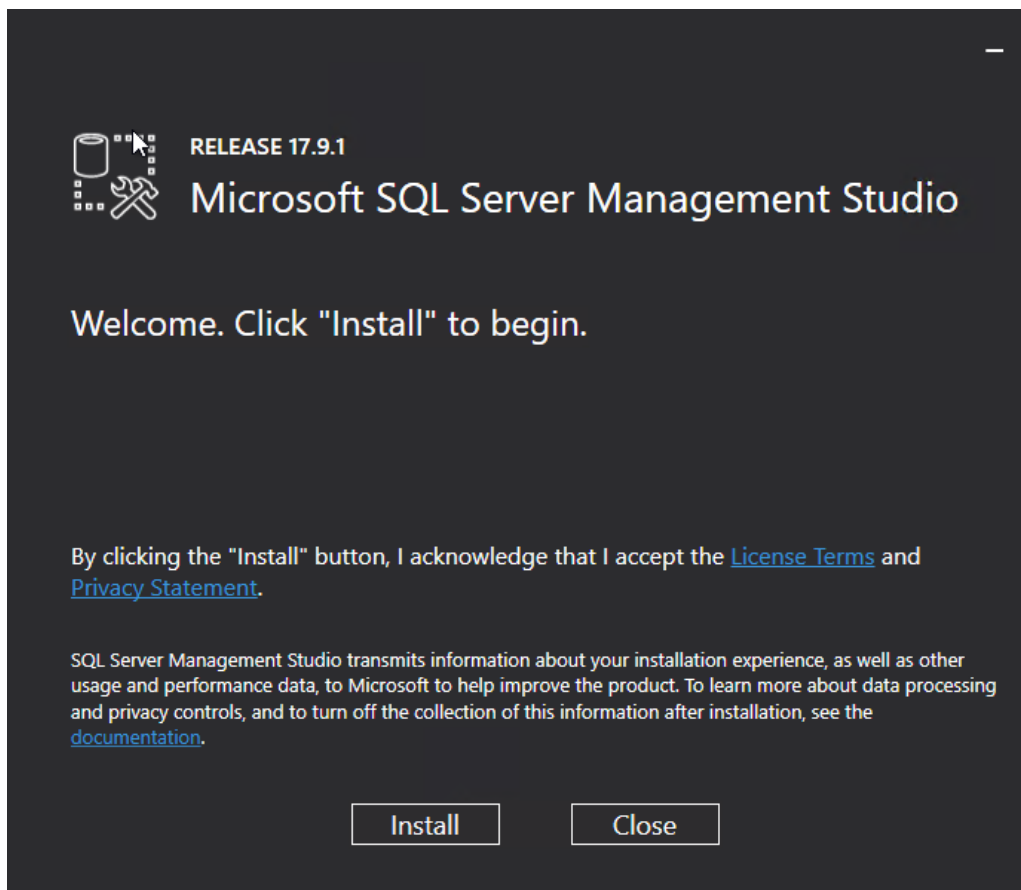 RELEASE 17.9.1
Microsoft SQL Server Management Studio
Welcome. Click "Install" to begin.
By clicking the "Install" button, I acknowledge that I accept the License Terms and
Privacy Statement.
SQL Server Management Studio transmits information about your installation experience, as well as other
usage and performance data, to Microsoft to help improve the product. To learn more about data processing
and privacy controls, and to turn off the collection of this information after installation, see the
documentation.
Install
Close